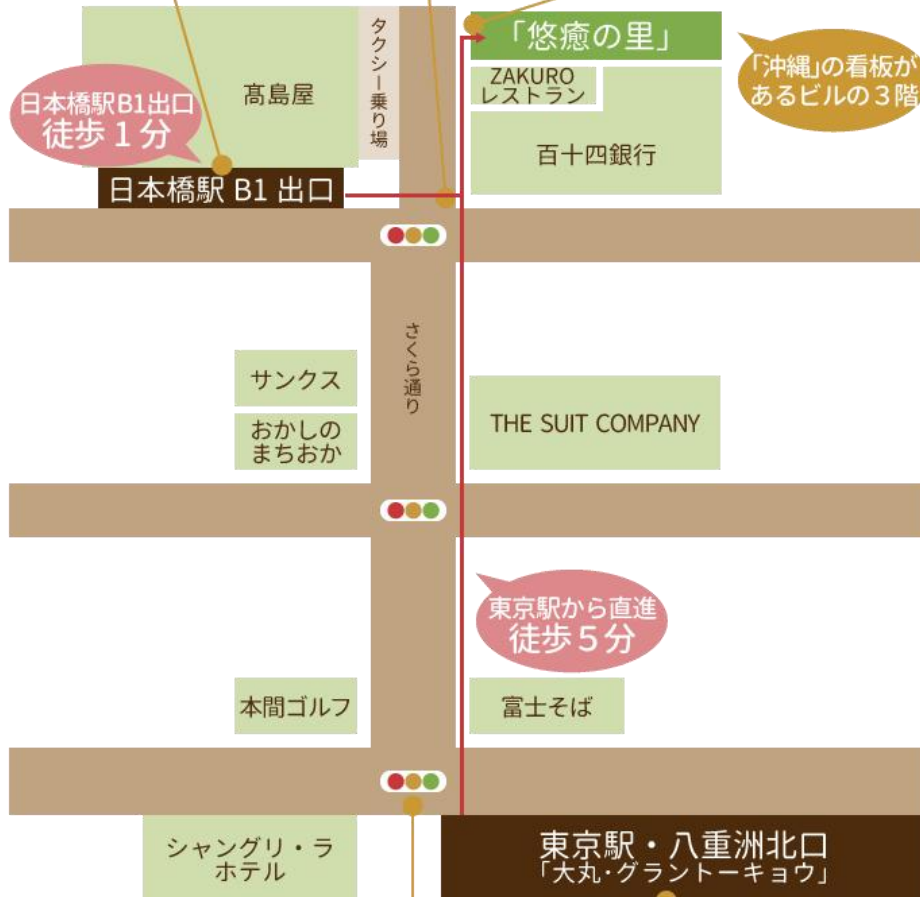 「悠癒の里」
タクシー乗り場
髙島屋
ZAKURO
レストラン
「沖縄」の看板が
あるビルの3階
日本橋駅B1出口
徒歩1分
百十四銀行
日本橋駅 B1 出口
さくら通り
サンクス
おかしの
まちおか
THE SUIT COMPANY
東京駅から直進
徒歩5分
本間ゴルフ
富士そば
シャングリ・ラ
ホテル
東京駅・八重洲北口
「大丸・グラントーキョウ」